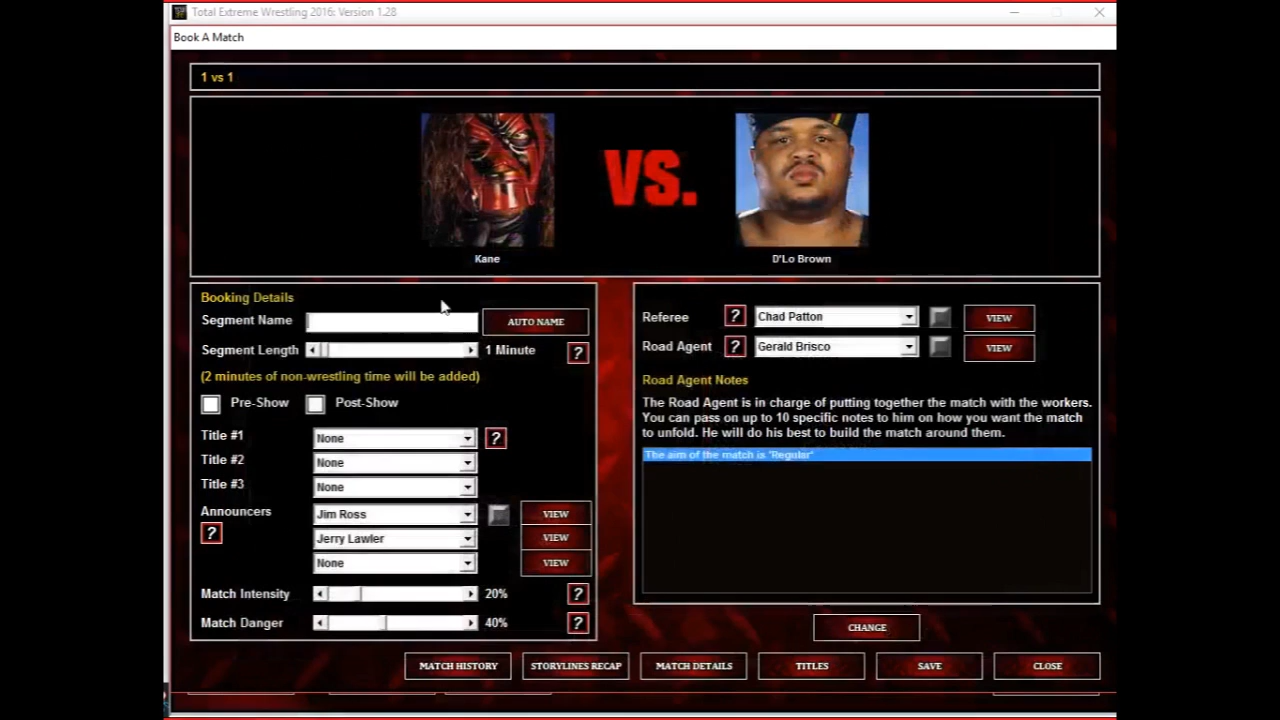 Total Extreme Wrestling 2016: Version 1.28
Book A Match
1 vs 1
VS.
Kane
D'Lo Brown
Booking Details
Segment Name
AUTO NAME
Segment Length
1 Minute
?
(2 minutes of non-wrestling time will be added)
Pre-Show
Post-Show
Title #1
None
?
Title #2
None
Title #3
None
Announcers
Jim Ross
VIEW
?
Jerry Lawler
VIEW
None
VIEW
Match Intensity
20%
?
Match Danger
40%
?
Referee
?
Chad Patton
VIEW
Road Agent
?
Gerald Brisco
VIEW
Road Agent Notes
The Road Agent is in charge of putting together the match with the workers.
You can pass on up to 10 specific notes to him on how you want the match
to unfold. He will do his best to build the match around them.
The aim of the match is 'Regular'
CHANGE
MATCH HISTORY
STORYLINES RECAP
MATCH DETAILS
TITLES
SAVE
CLOSE